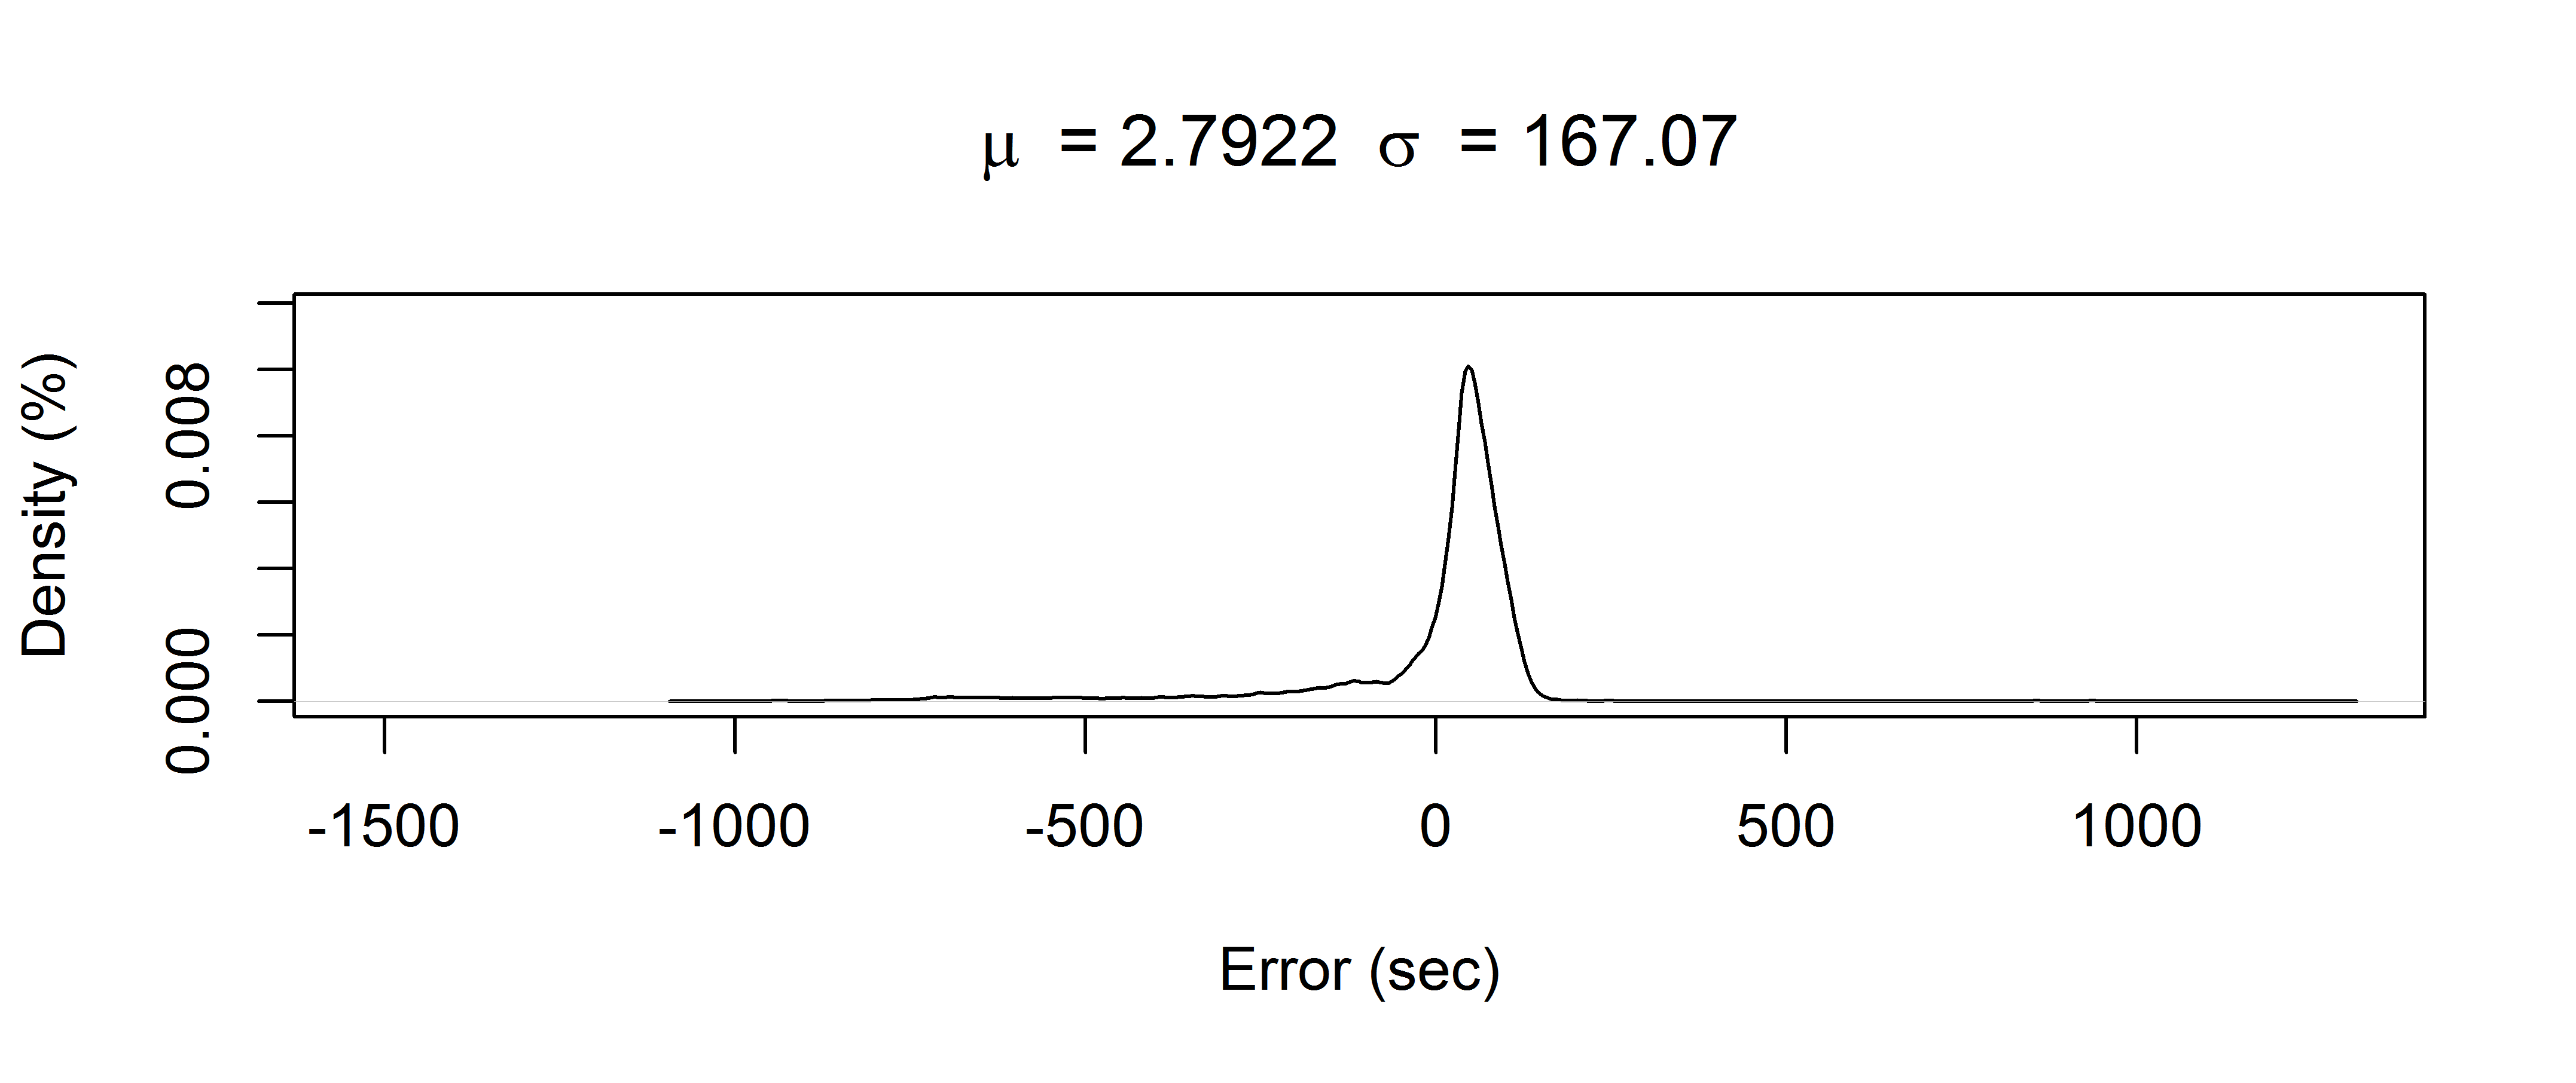 μ = 2.7922 σ = 167.07
Density (%)
0.008
0.000
-1500 -1000 -500 0 500 1000
Error (sec)